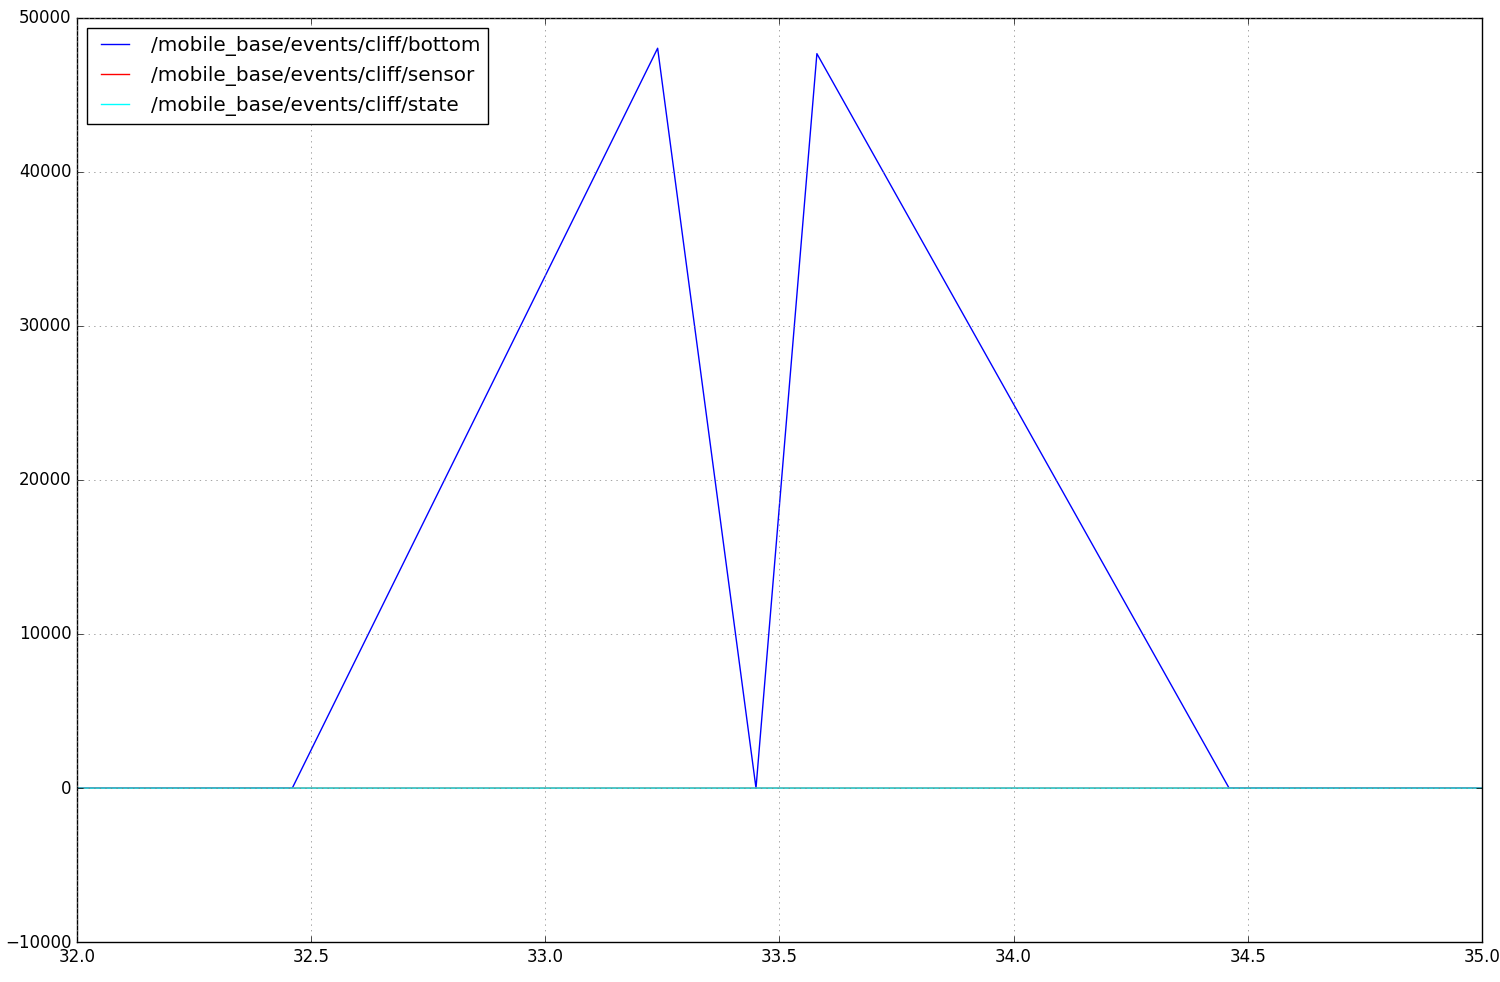 50000
40000
30000
20000
10000
0
−10000
/mobile_base/events/cliff/bottom
/mobile_base/events/cliff/sensor
/mobile_base/events/cliff/state
32.0 32.5 33.0 33.5 34.0 34.5 35.0